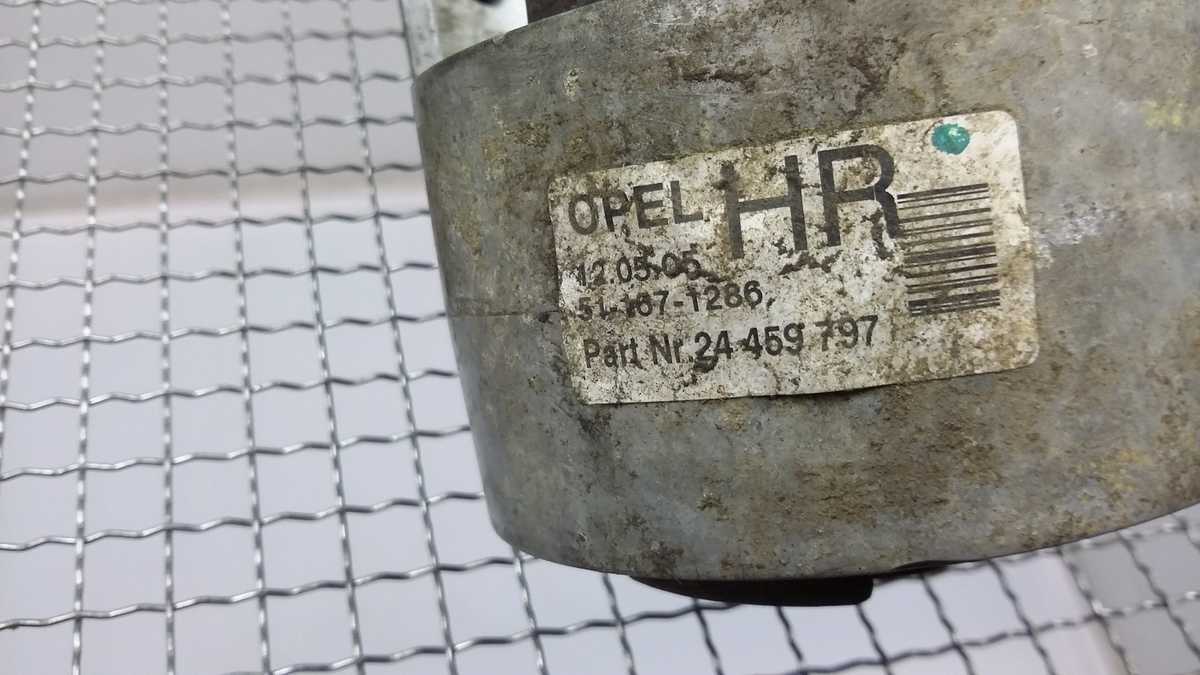 OPEL HR
12.05.05
51-167-1286,
Part Nr.24 459 797